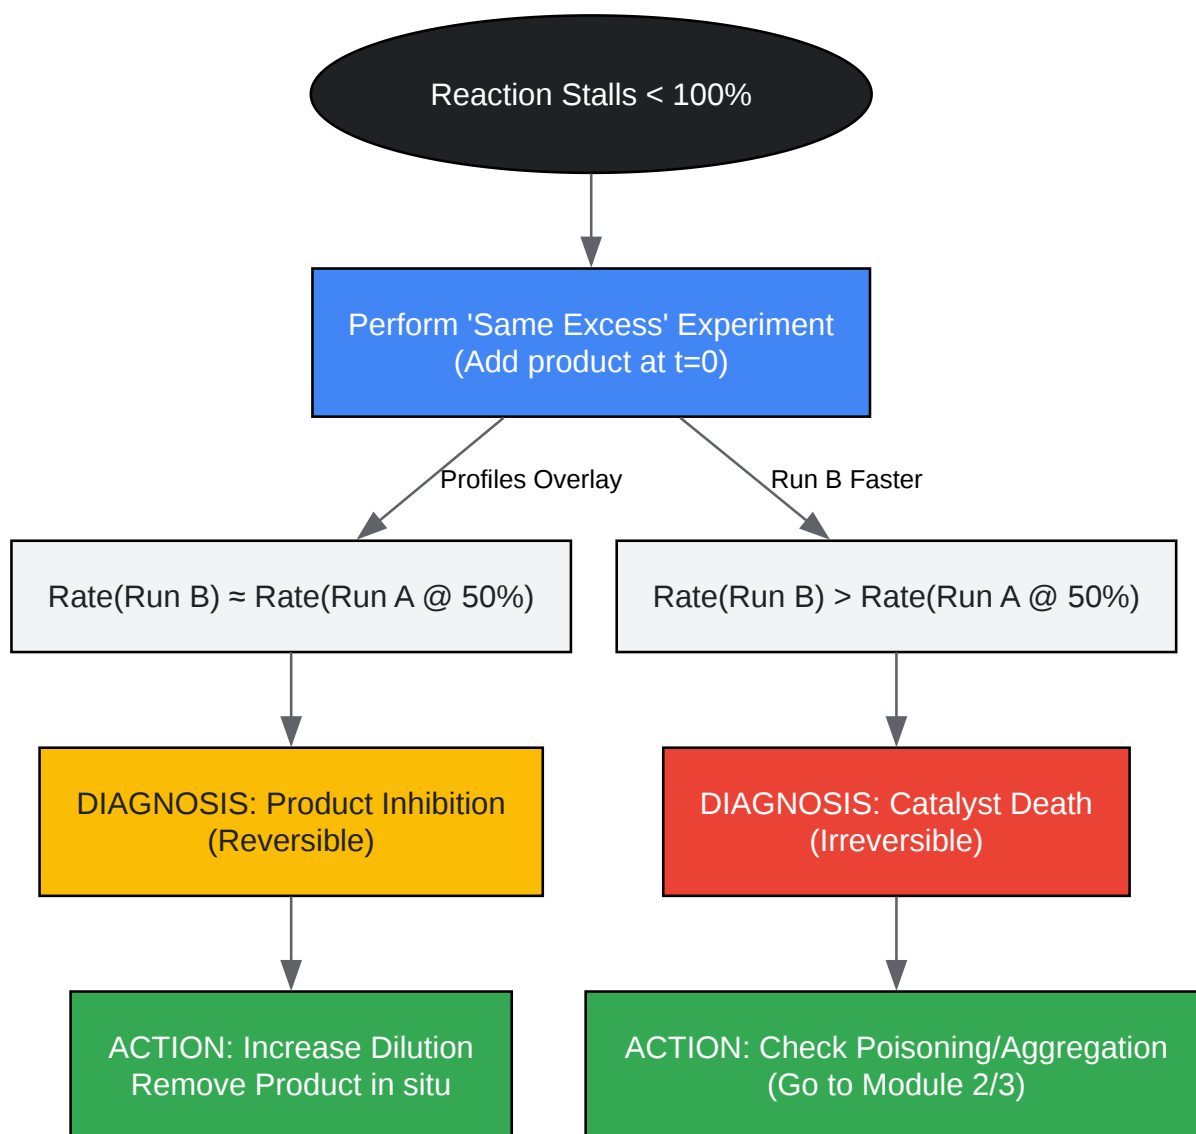 Reaction Stalls < 100%
Perform 'Same Excess' Experiment
(Add product at t=0)
Profiles Overlay
Run B Faster
Rate(Run B) ≈ Rate(Run A @ 50%)
Rate(Run B) > Rate(Run A @ 50%)
DIAGNOSIS: Product Inhibition
(Reversible)
DIAGNOSIS: Catalyst Death
(Irreversible)
ACTION: Increase Dilution
Remove Product in situ
ACTION: Check Poisoning/Aggregation
(Go to Module 2/3)